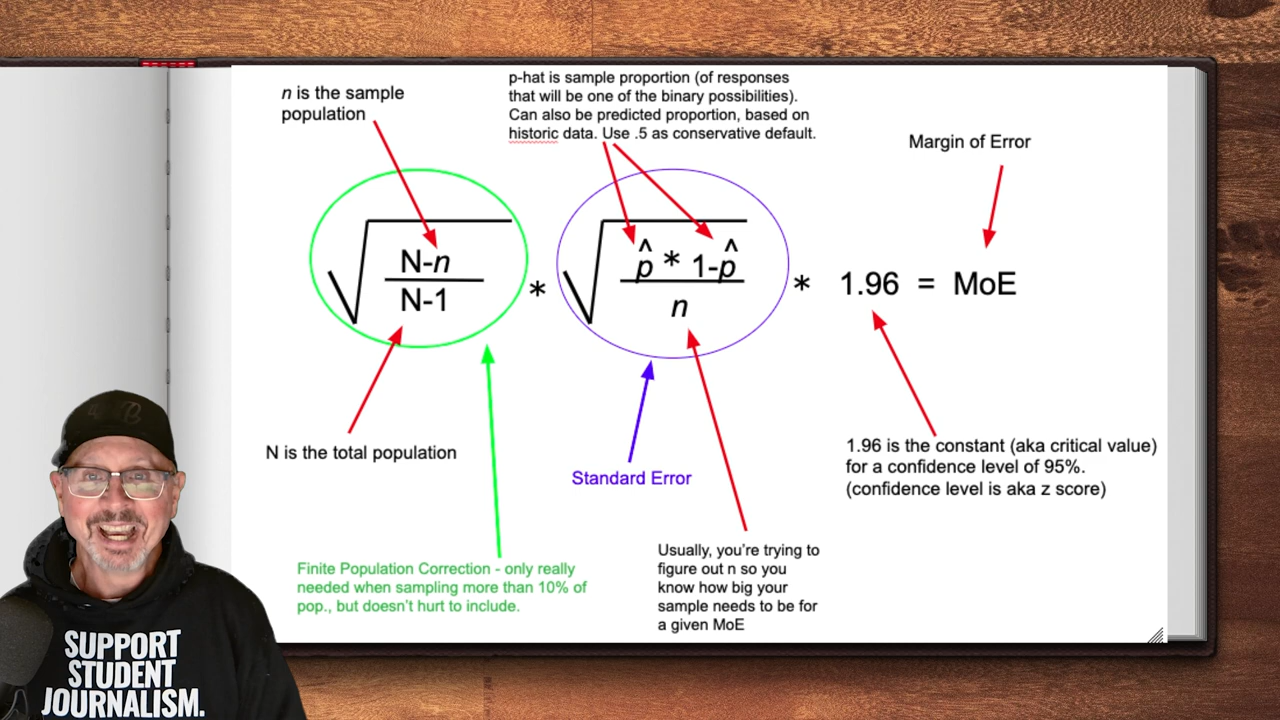 n is the sample
population
p-hat is sample proportion (of responses
that will be one of the binary possibilities).
Can also be predicted proportion, based on
historic data. Use .5 as conservative default.
Margin of Error
√ N-n / N-1 * √ p̂ * 1-p̂ / n * 1.96 = MoE
N is the total population
Standard Error
1.96 is the constant (aka critical value)
for a confidence level of 95%.
(confidence level is aka z score)
Finite Population Correction - only really
needed when sampling more than 10% of
pop., but doesn't hurt to include.
Usually, you're trying to
figure out n so you
know how big your
sample needs to be for
a given MoE
SUPPORT
STUDENT
JOURNALISM.